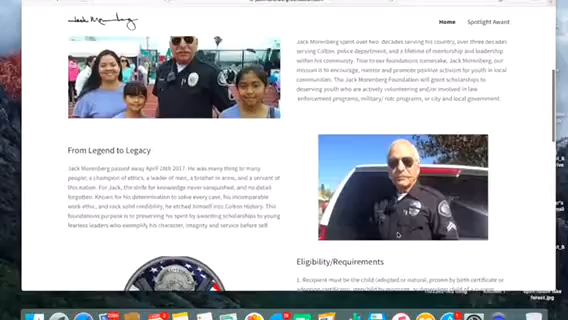 Jack Morenberg
Home
Spotlight Award
Jack Morenberg spent over two decades serving his country, over three decades
serving Colton police department, and a lifetime of mentorship and leadership
within his community. True to our foundations namesake, Jack Morenberg, our
mission is to encourage, mentor and promote positive activism for youth in local
communities. The Jack Morenberg Foundation will grant scholarships to
deserving youth who are actively volunteering and/or involved in law
enforcement programs, military/ rotc programs, or city and local government.
From Legend to Legacy
Jack Morenberg passed away April 2017. He was many thing to many
people; a champion of ethics, a leader of men, a brother in arms, and a servant of
this nation. For Jack, the thirst for knowledge never vanquished, and no detail
forgotten. Known for his determination to solve every case, his incomparable
work ethic, and rock solid credibility, he etched himself into Colton History. This
foundations purpose is to preserving his spirit by awarding scholarships to young
fearless leaders who exemplify his character, integrity and service before self
Eligibility/Requirements
1. Recipient must be the child (adopted or natural, proven by birth certificate or